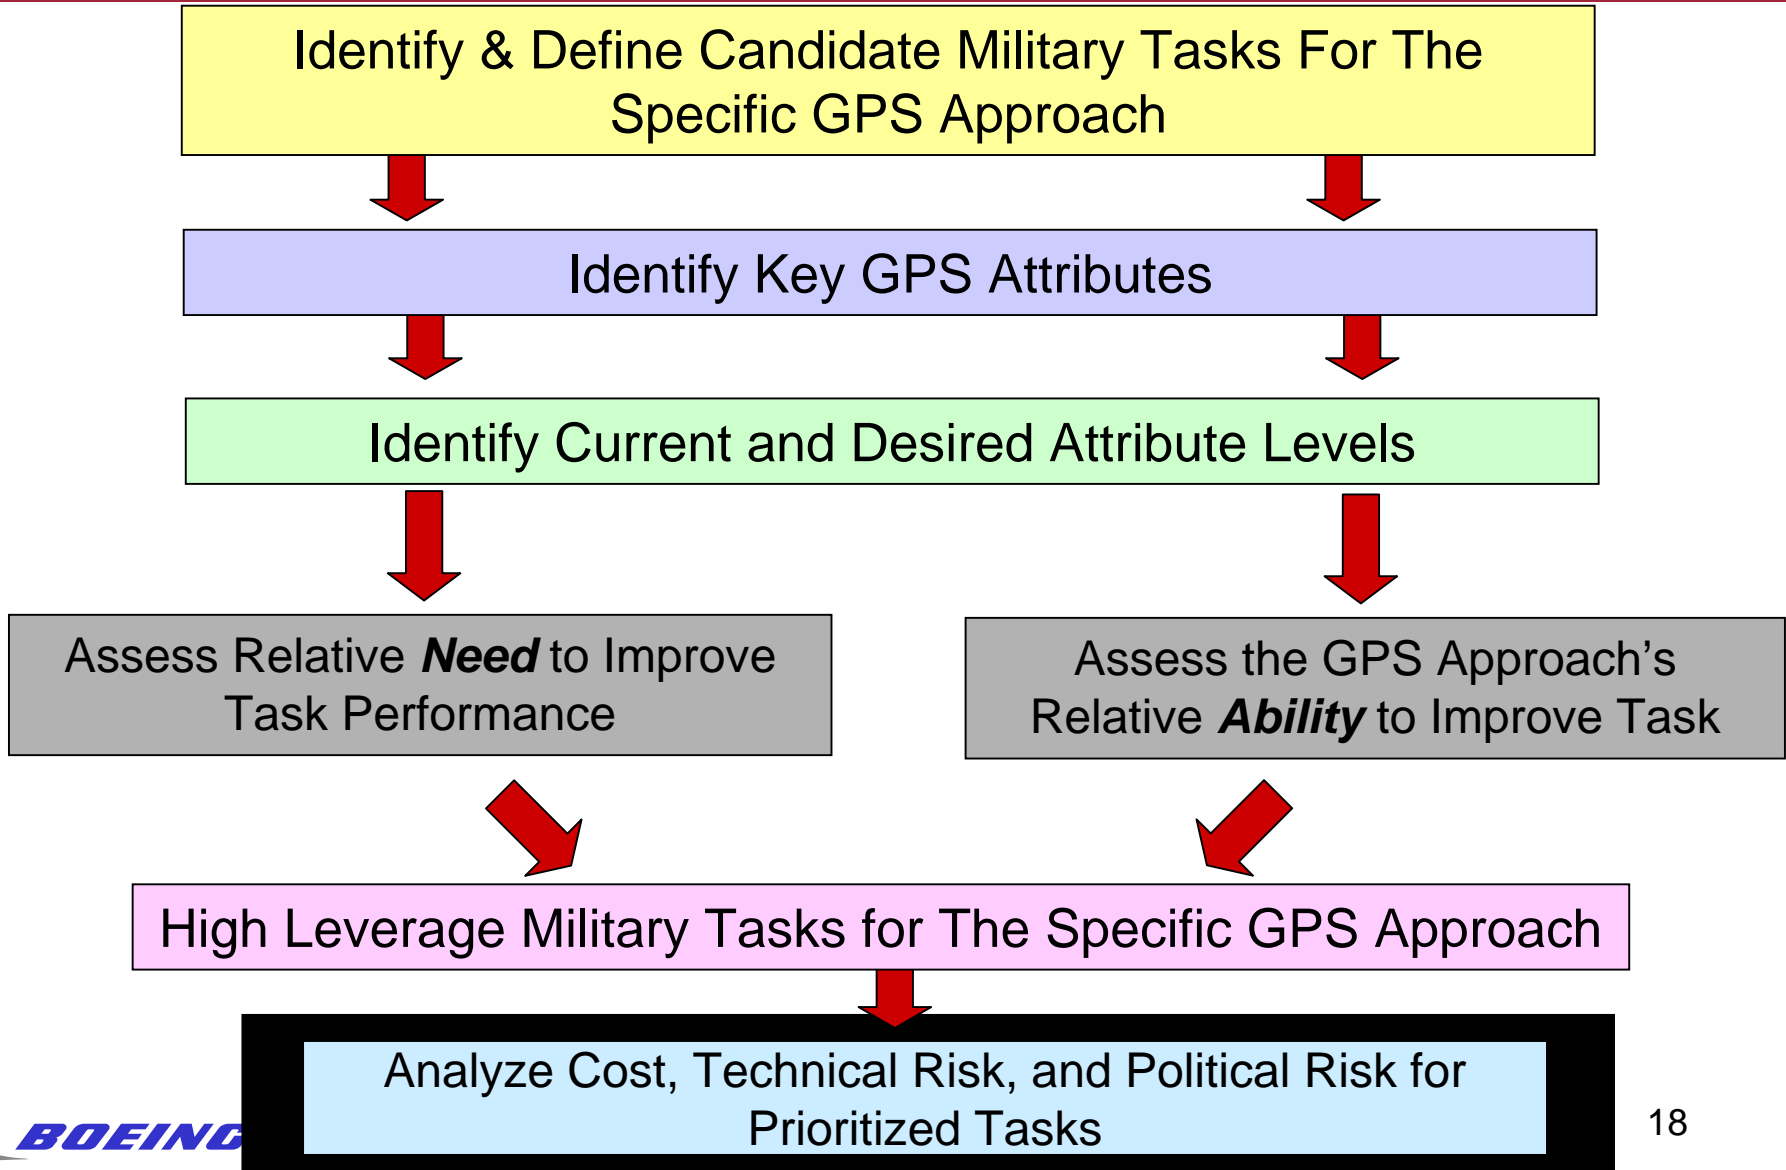 Identify & Define Candidate Military Tasks For The
Specific GPS Approach
Identify Key GPS Attributes
Identify Current and Desired Attribute Levels
Assess Relative Need to Improve
Task Performance
Assess the GPS Approach’s
Relative Ability to Improve Task
High Leverage Military Tasks for The Specific GPS Approach
Analyze Cost, Technical Risk, and Political Risk for
Prioritized Tasks
BOEING
18